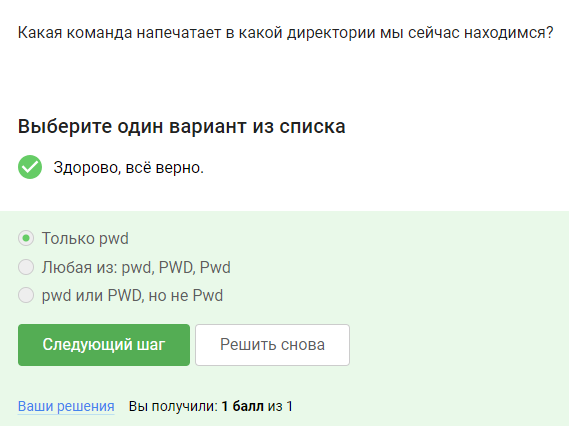 Какая команда напечатает в какой директории мы сейчас находимся?
Выберите один вариант из списка
Здорово, всё верно.
Только pwd
Любая из: pwd, PWD, Pwd
pwd или PWD, но не Pwd
Следующий шаг
Решить снова
Ваши решения Вы получили: 1 балл из 1